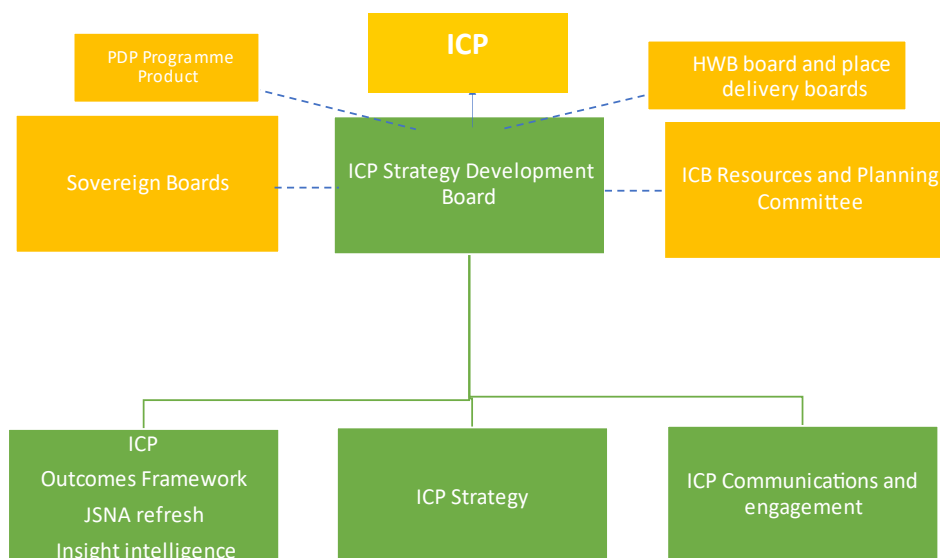 ICP
PDP Programme
Product
HWB board and place
delivery boards
Sovereign Boards
ICP Strategy Development
Board
ICB Resources and Planning
Committee
ICP
Outcomes Framework
JSNA refresh
Insight intelligence
ICP Strategy
ICP Communications and
engagement